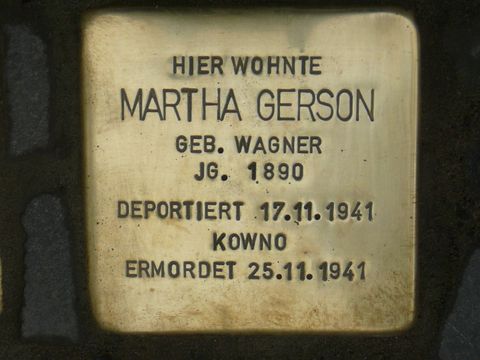 HIER WOHNTE
MARTHA GERSON
GEB. WAGNER
JG. 1890
DEPORTIERT 17.11.1941
KOWNO
ERMORDET 25.11.1941